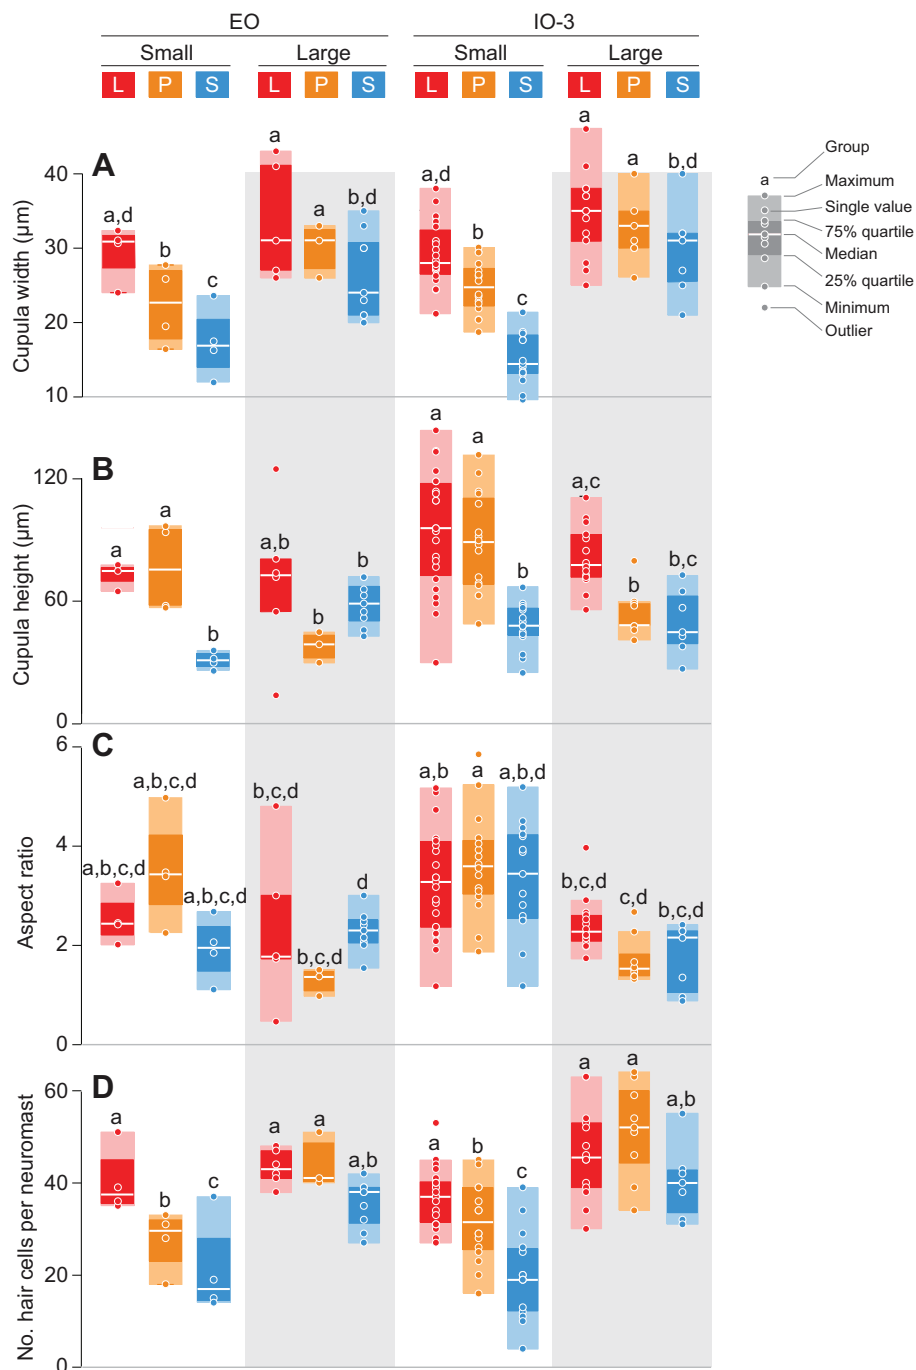 EO IO-3
Small Large Small Large
L P S L P S L P S L P S
A
Cupula width (μm)
40
30
20
10
a,d b c a a b,d a,d b c a a b,d
a
Group
Maximum
Single value
75% quartile
Median
25% quartile
Minimum
Outlier
B
Cupula height (μm)
120
60
0
a a b a,b b b a a b a,c b b,c
C
Aspect ratio
6
4
2
0
a,b,c,d a,b,c,d a,b,c,d b,c,d b,c,d d a,b a a,b,d b,c,d c,d b,c,d
D
No. hair cells per neuromast
60
40
20
0
a b c a a a,b a b c a a a,b